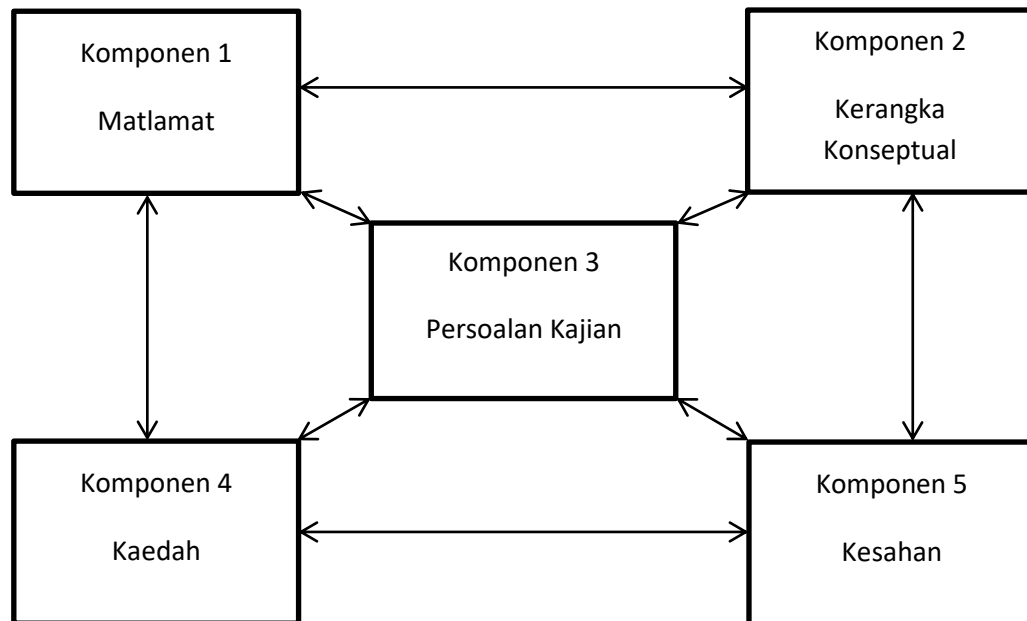 Komponen 1
Matlamat
Komponen 2
Kerangka
Konseptual
Komponen 3
Persoalan Kajian
Komponen 4
Kaedah
Komponen 5
Kesahan